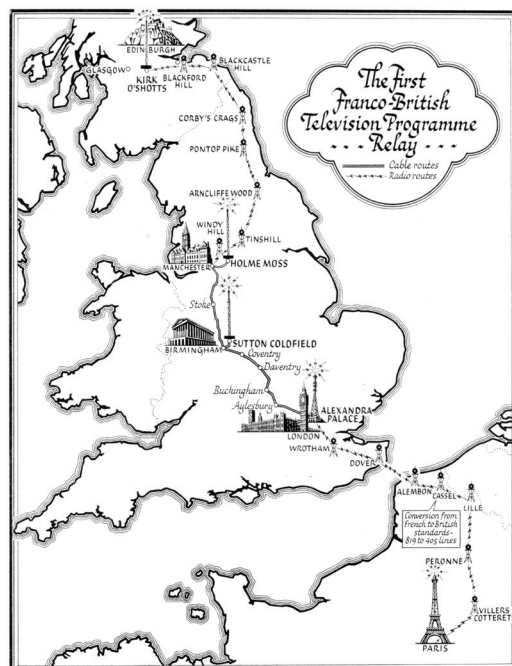 The First
Franco-British
Television Programme
- - - Relay - - -
Cable routes
Radio routes
EDINBURGH
GLASGOW
KIRK
O'SHOTTS
BLACKFORD
HILL
BLACKCASTLE
HILL
CORBY'S CRAGS
PONTOP PIKE
ARNCLIFFE WOOD
WINDY
HILL
TINSHILL
MANCHESTER
HOLME MOSS
Stoke
BIRMINGHAM
SUTTON COLDFIELD
Coventry
Daventry
Buckingham
Aylesbury
ALEXANDRA
PALACE
LONDON
WROTHAM
DOVER
ALEMBON
CASSEL
LILLE
Conversion from
French to British
standards-
819 to 405 lines
PERONNE
VILLERS
COTTERET
PARIS